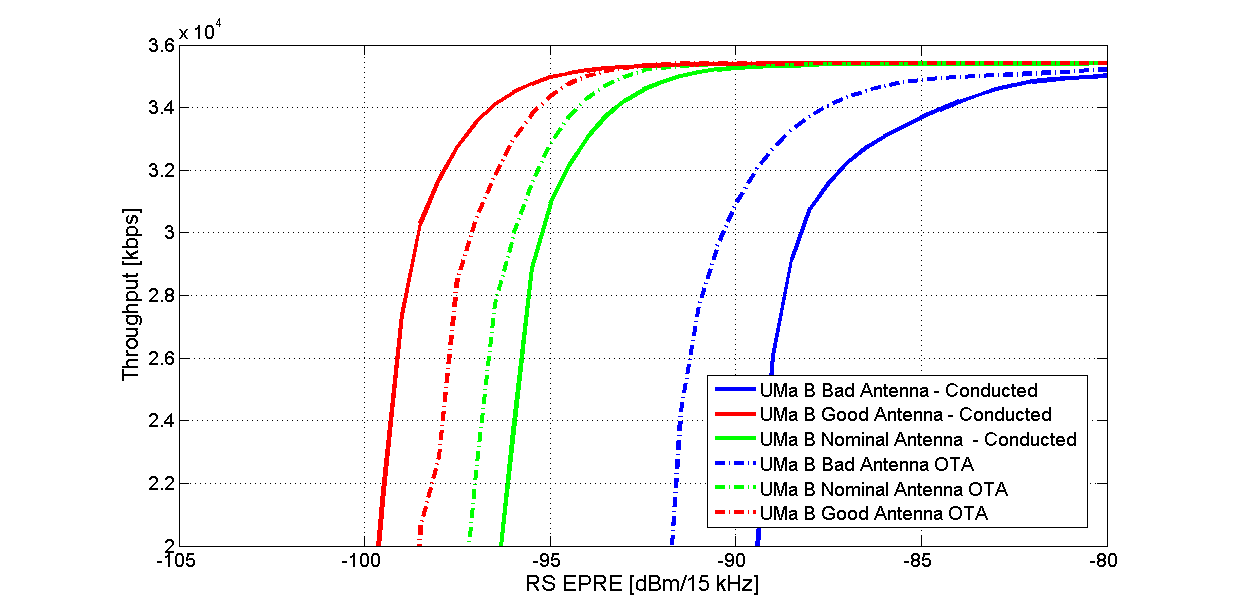 x 10^4
3.6
3.4
3.2
3
2.8
2.6
2.4
2.2
2
Throughput [kbps]
-105
-100
-95
-90
-85
-80
RS EPRE [dBm/15 kHz]
UMa B Bad Antenna - Conducted
UMa B Good Antenna - Conducted
UMa B Nominal Antenna - Conducted
UMa B Bad Antenna OTA
UMa B Nominal Antenna OTA
UMa B Good Antenna OTA